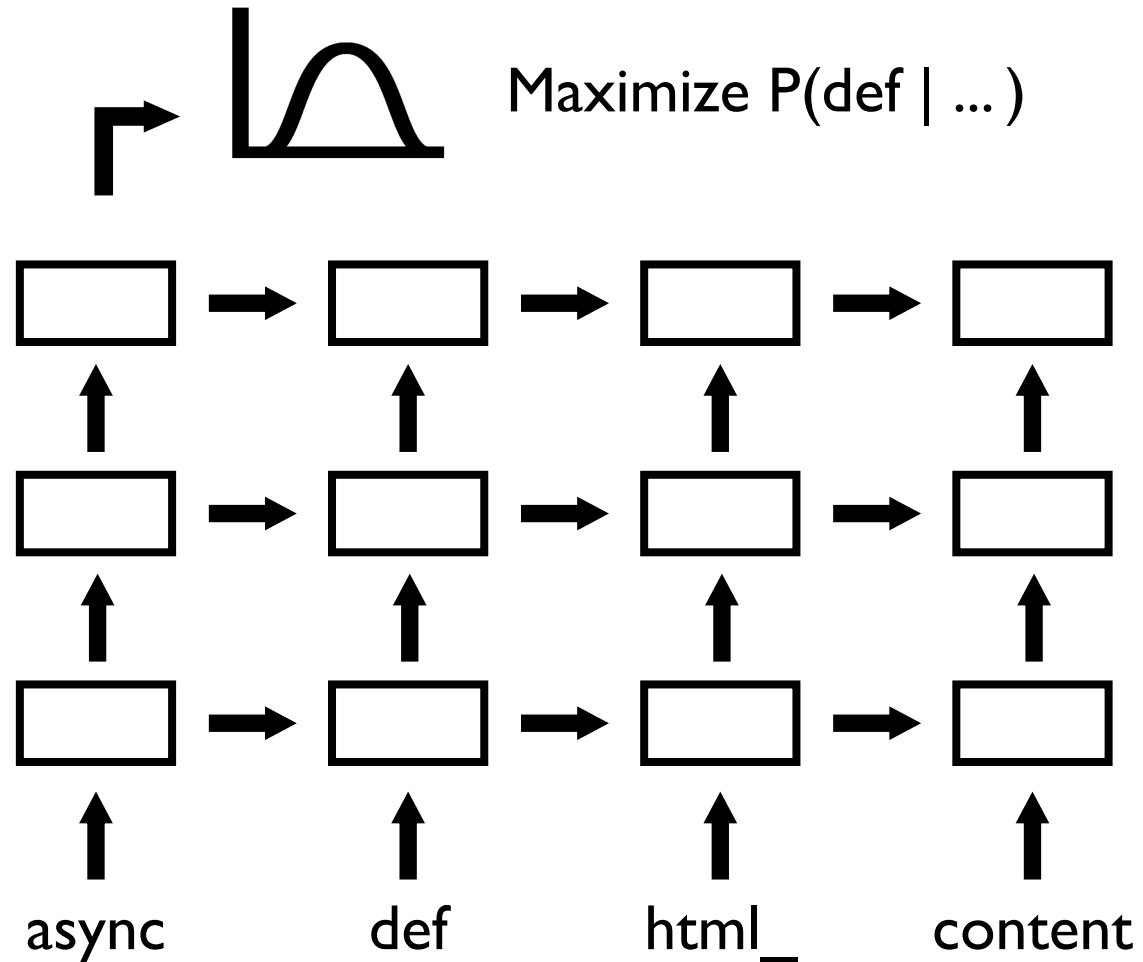 Maximize P(def | ... )
async def html_ content